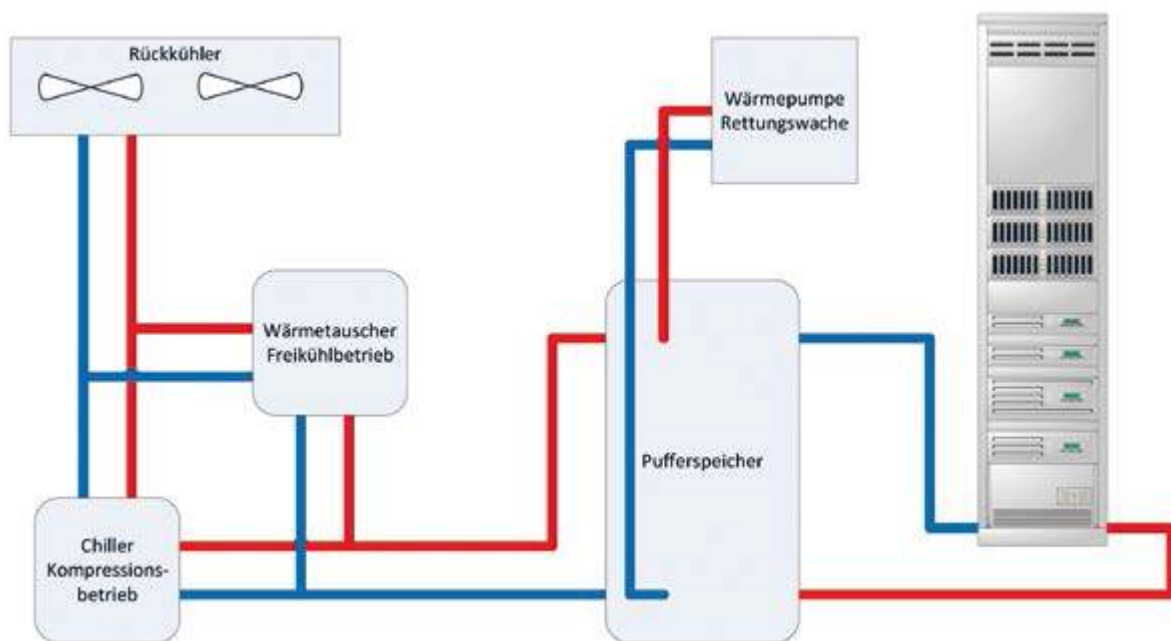 Rückkühler
Wärmepumpe
Rettungswache
Wärmetauscher
Freikühlbetrieb
Pufferspeicher
Chiller
Kompressions-
betrieb